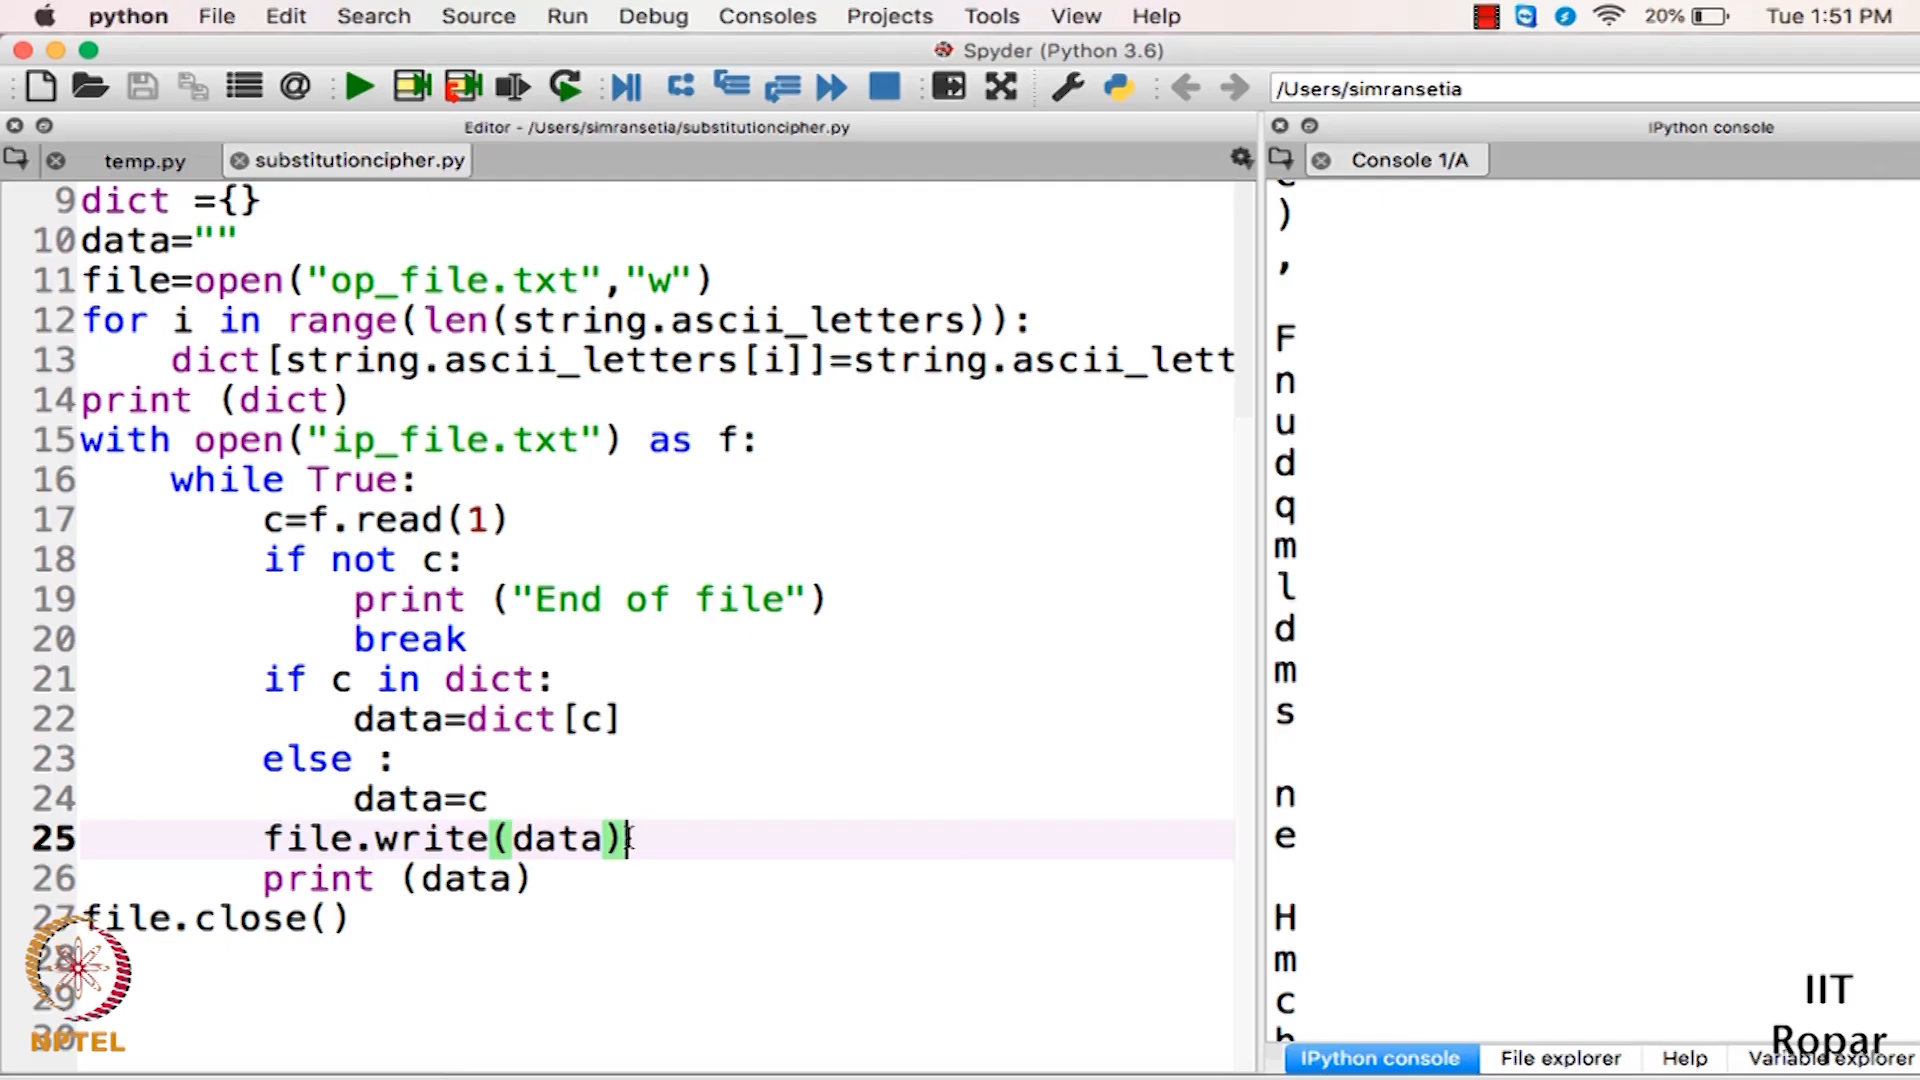 python File Edit Search Source Run Debug Consoles Projects Tools View Help 20% Tue 1:51 PM
Spyder (Python 3.6)
/Users/simransetia
Editor - /Users/simransetia/substitutioncipher.py
IPython console
temp.py substitutioncipher.py
Console 1/A
9 dict ={}
10 data=""
11 file=open("op_file.txt","w")
12 for i in range(len(string.ascii_letters)):
13 dict[string.ascii_letters[i]]=string.ascii_lett
14 print (dict)
15 with open("ip_file.txt") as f:
16 while True:
17 c=f.read(1)
18 if not c:
19 print ("End of file")
20 break
21 if c in dict:
22 data=dict[c]
23 else :
24 data=c
25 file.write(data)
26 print (data)
27 file.close()
28
29
30
)
,
F
n
u
d
q
m
l
d
m
s
n
e
H
m
c
NPTEL
IIT
Ropar
IPython console File explorer Help Variable explorer